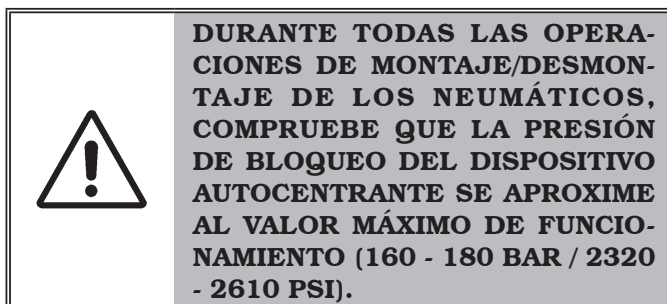 DURANTE TODAS LAS OPERA-
CIONES DE MONTAJE/DESMON-
TAJE DE LOS NEUMÁTICOS,
COMPRUEBE QUE LA PRESIÓN
DE BLOQUEO DEL DISPOSITIVO
AUTOCENTRANTE SE APROXIME
AL VALOR MÁXIMO DE FUNCIO-
NAMIENTO (160 - 180 BAR / 2320
- 2610 PSI).